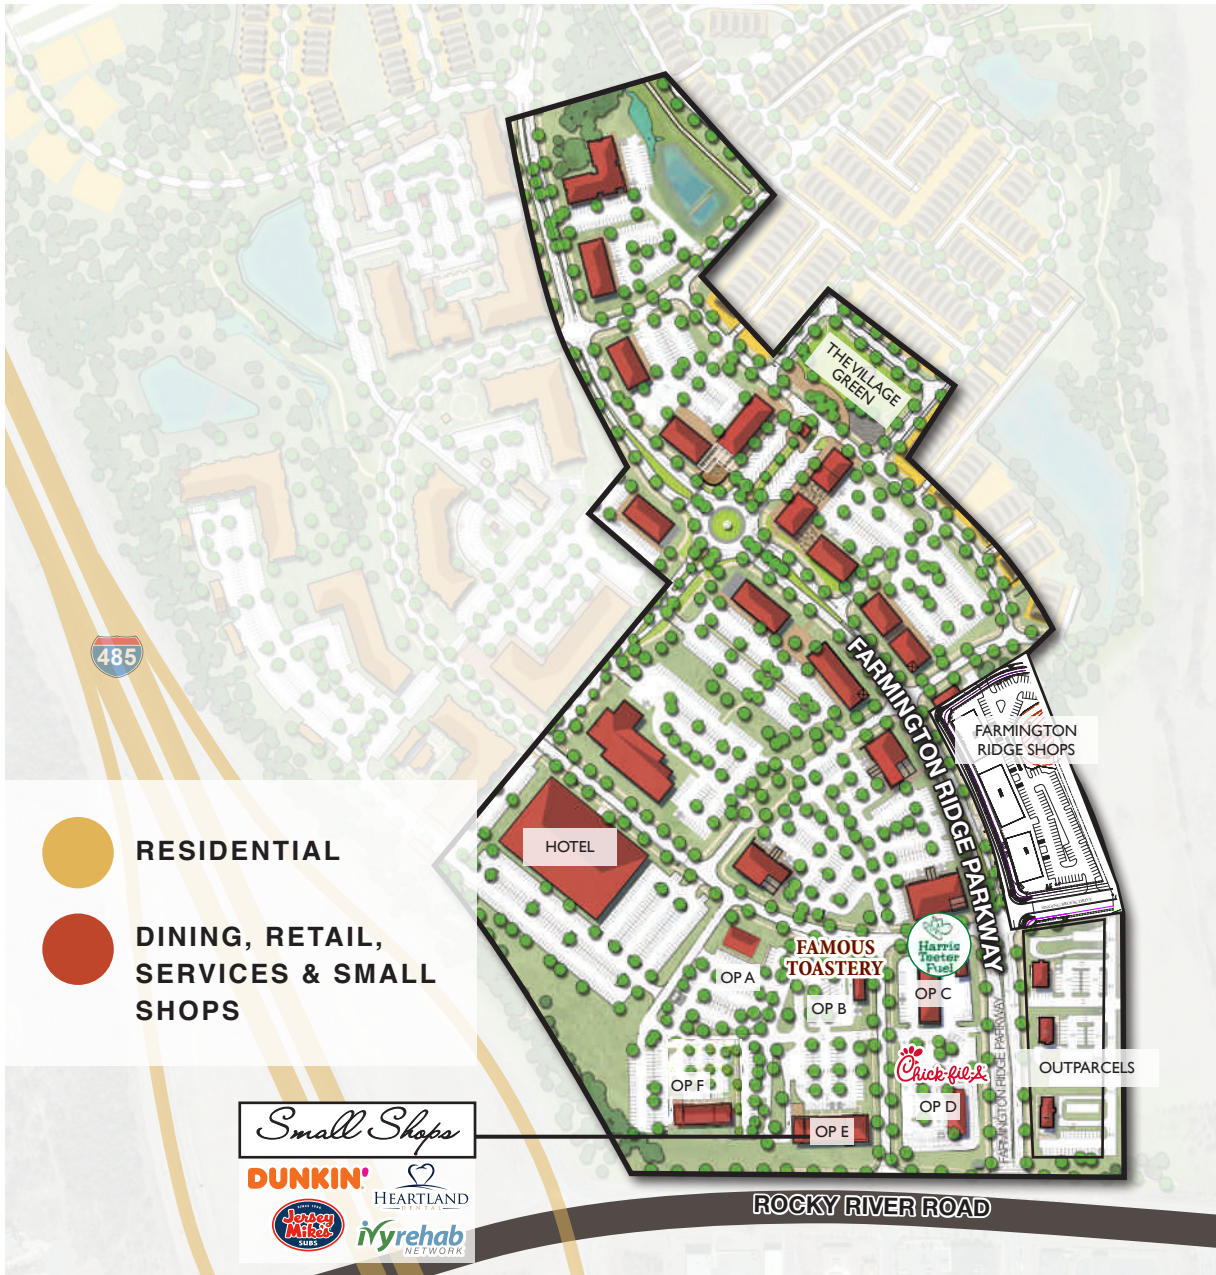 THE VILLAGE
GREEN
485
FARMINGTON RIDGE PARKWAY
FARMINGTON
RIDGE SHOPS
RESIDENTIAL
DINING, RETAIL,
SERVICES & SMALL
SHOPS
HOTEL
FAMOUS
TOASTERY
Harris
Teeter
Fuel
OP A
OP B
OP C
FARMINGTON RIDGE PARKWAY
OUTPARCELS
Chick-fil-A
OP F
OP D
OP E
Small Shops
DUNKIN'
HEARTLAND
DENTAL
SINCE 1956
Jersey
Mike's
SUBS
ivyrehab
NETWORK
ROCKY RIVER ROAD